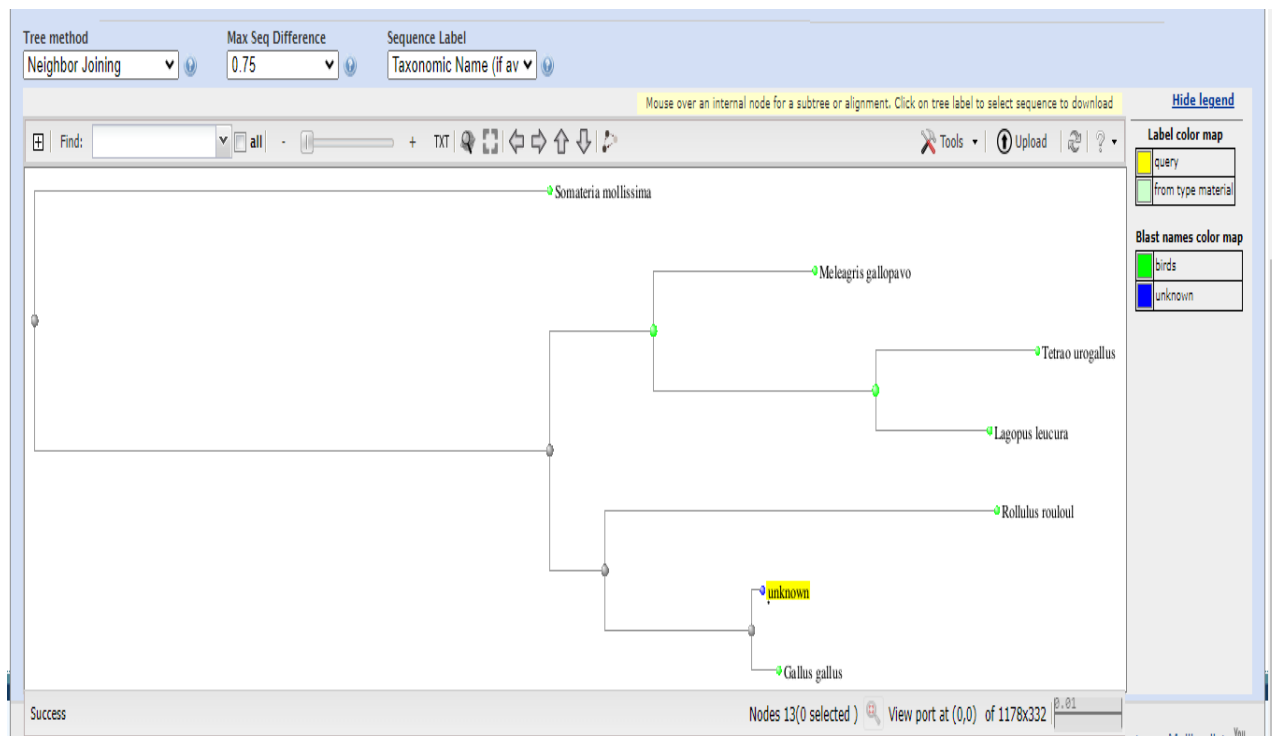 Tree method Max Seq Difference Sequence Label
Neighbor Joining 0.75 Taxonomic Name (if av
Mouse over an internal node for a subtree or alignment. Click on tree label to select sequence to download Hide legend
Find: all - + TXT Tools Upload ? Label color map
query
from type material
Somateria mollissima
Blast names color map
birds
Meleagris gallopavo
unknown
Tetrao urogallus
Lagopus leucura
Rollulus rouloul
unknown
Gallus gallus
Success Nodes 13(0 selected ) View port at (0,0) of 1178x332 0.01
You